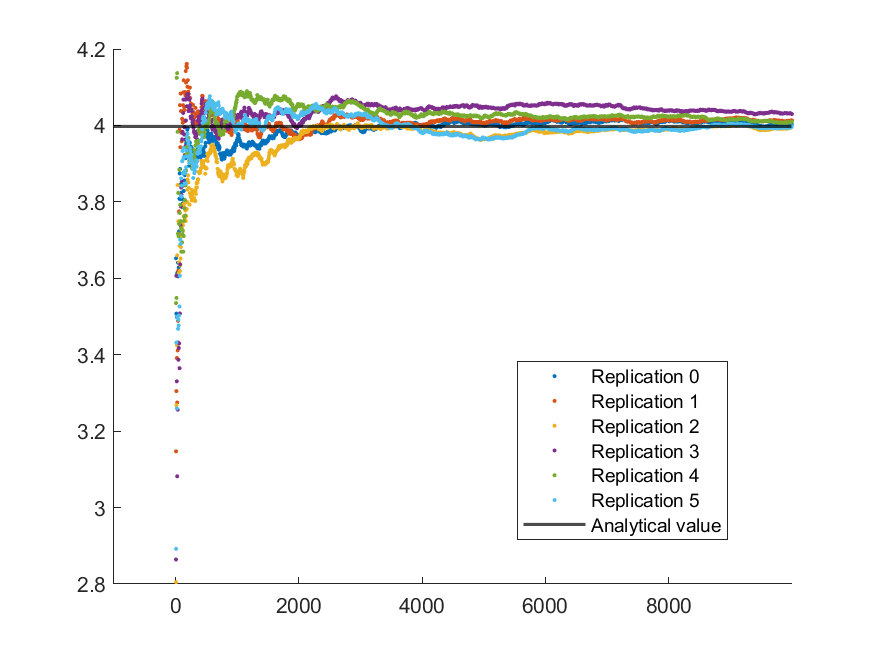 4.2
4
3.8
3.6
3.4
3.2
3
2.8
0
2000
4000
6000
8000
Replication 0
Replication 1
Replication 2
Replication 3
Replication 4
Replication 5
Analytical value